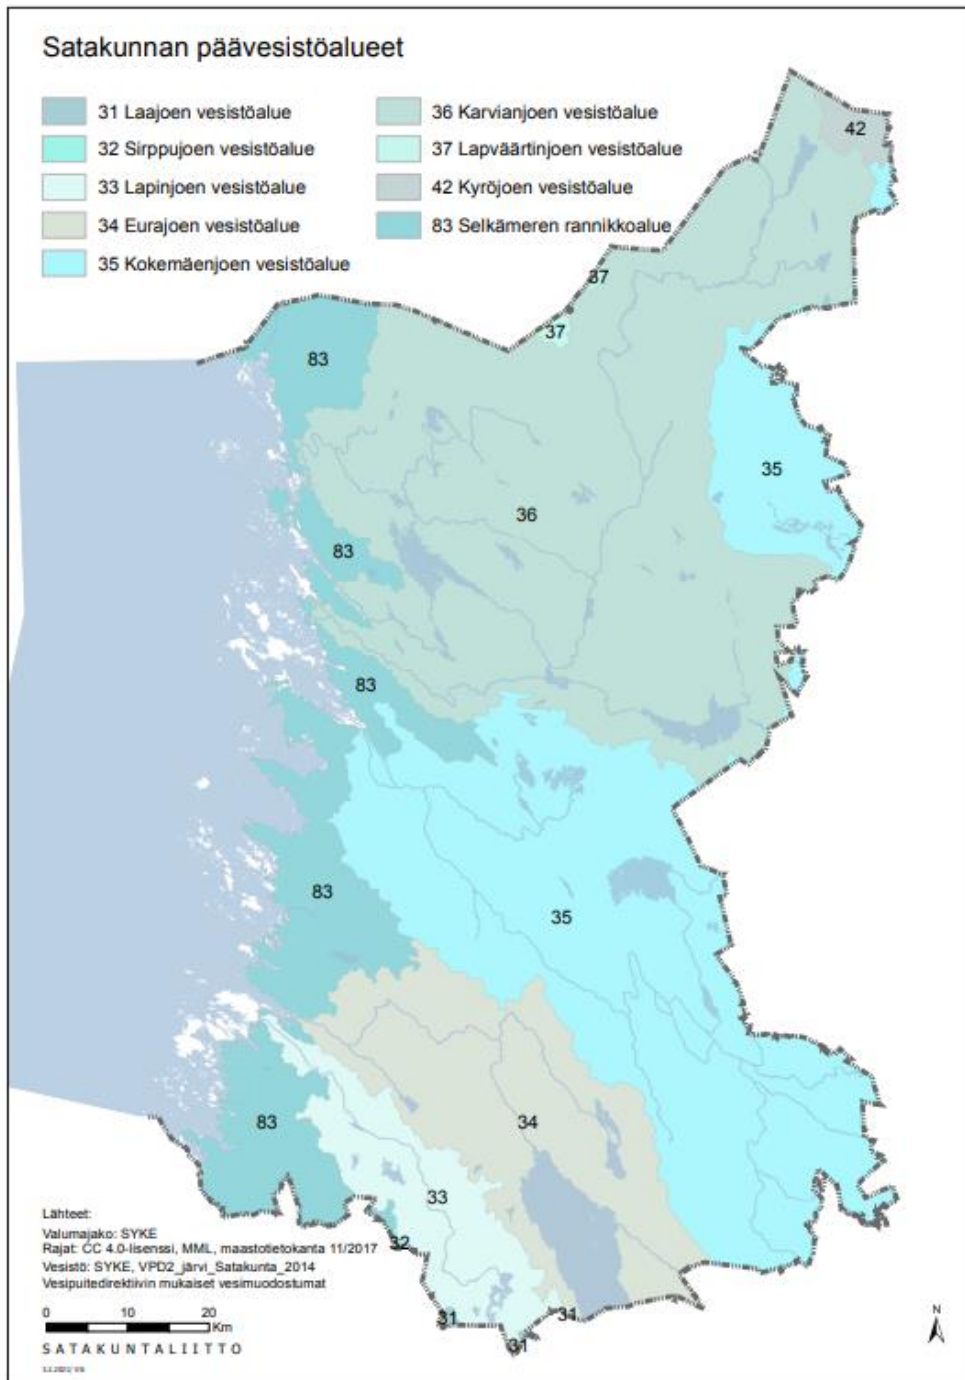 Satakunnan päävesistöalueet
31 Laajoen vesistöalue
32 Sirppujoen vesistöalue
33 Lapinjoen vesistöalue
34 Eurajoen vesistöalue
35 Kokemäenjoen vesistöalue
36 Karvianjoen vesistöalue
37 Lapväärtinjoen vesistöalue
42 Kyröjoen vesistöalue
83 Selkämeren rannikkoalue
42
37
37
83
35
36
83
83
83
35
83
34
33
32
31
31
31
Lähteet:
Valumajako: SYKE
Rajat: CC 4.0-lisenssi, MML, maastotietokanta 11/2017
Vesistö: SYKE, VPD2_järvi_Satakunta_2014
Vesipuitedirektiivin mukaiset vesimuodostumat
0 10 20
Km
SATAKUNTALIITTO
N